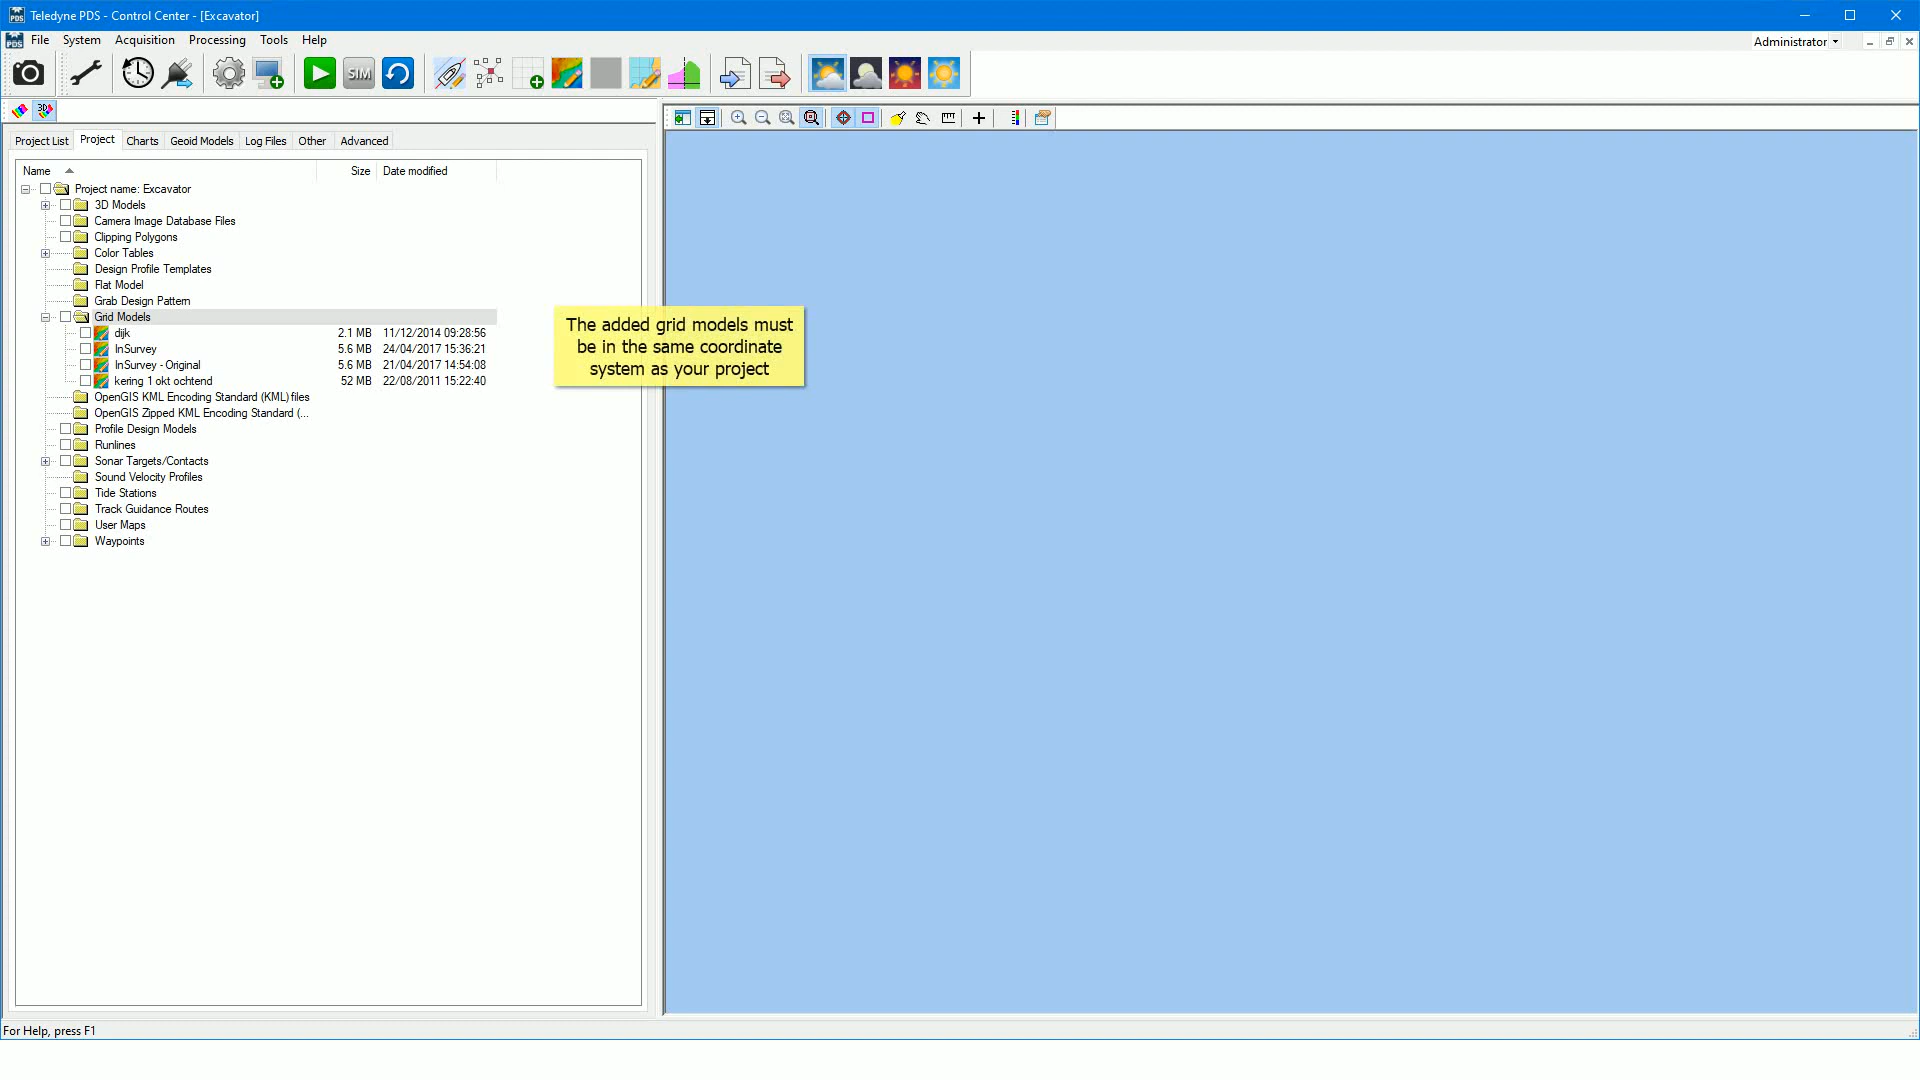 Teledyne PDS - Control Center - [Excavator]
File System Acquisition Processing Tools Help
Administrator
SIM
3D
Project List Project Charts Geoid Models Log Files Other Advanced
Name Size Date modified
Project name: Excavator
3D Models
Camera Image Database Files
Clipping Polygons
Color Tables
Design Profile Templates
Flat Model
Grab Design Pattern
Grid Models
dijk 2.1 MB 11/12/2014 09:28:56
InSurvey 5.6 MB 24/04/2017 15:36:21
InSurvey - Original 5.6 MB 21/04/2017 14:54:08
kering 1 okt ochtend 52 MB 22/08/2011 15:22:40
OpenGIS KML Encoding Standard (KML) files
OpenGIS Zipped KML Encoding Standard (...
Profile Design Models
Runlines
Sonar Targets/Contacts
Sound Velocity Profiles
Tide Stations
Track Guidance Routes
User Maps
Waypoints
The added grid models must
be in the same coordinate
system as your project
For Help, press F1